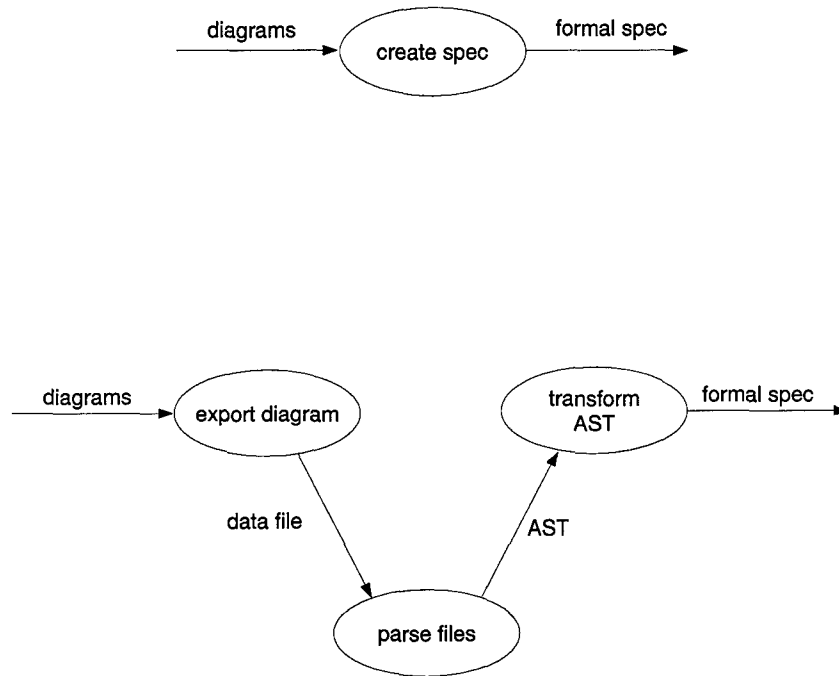 diagrams
create spec
formal spec
diagrams
export diagram
transform
AST
formal spec
data file
AST
parse files